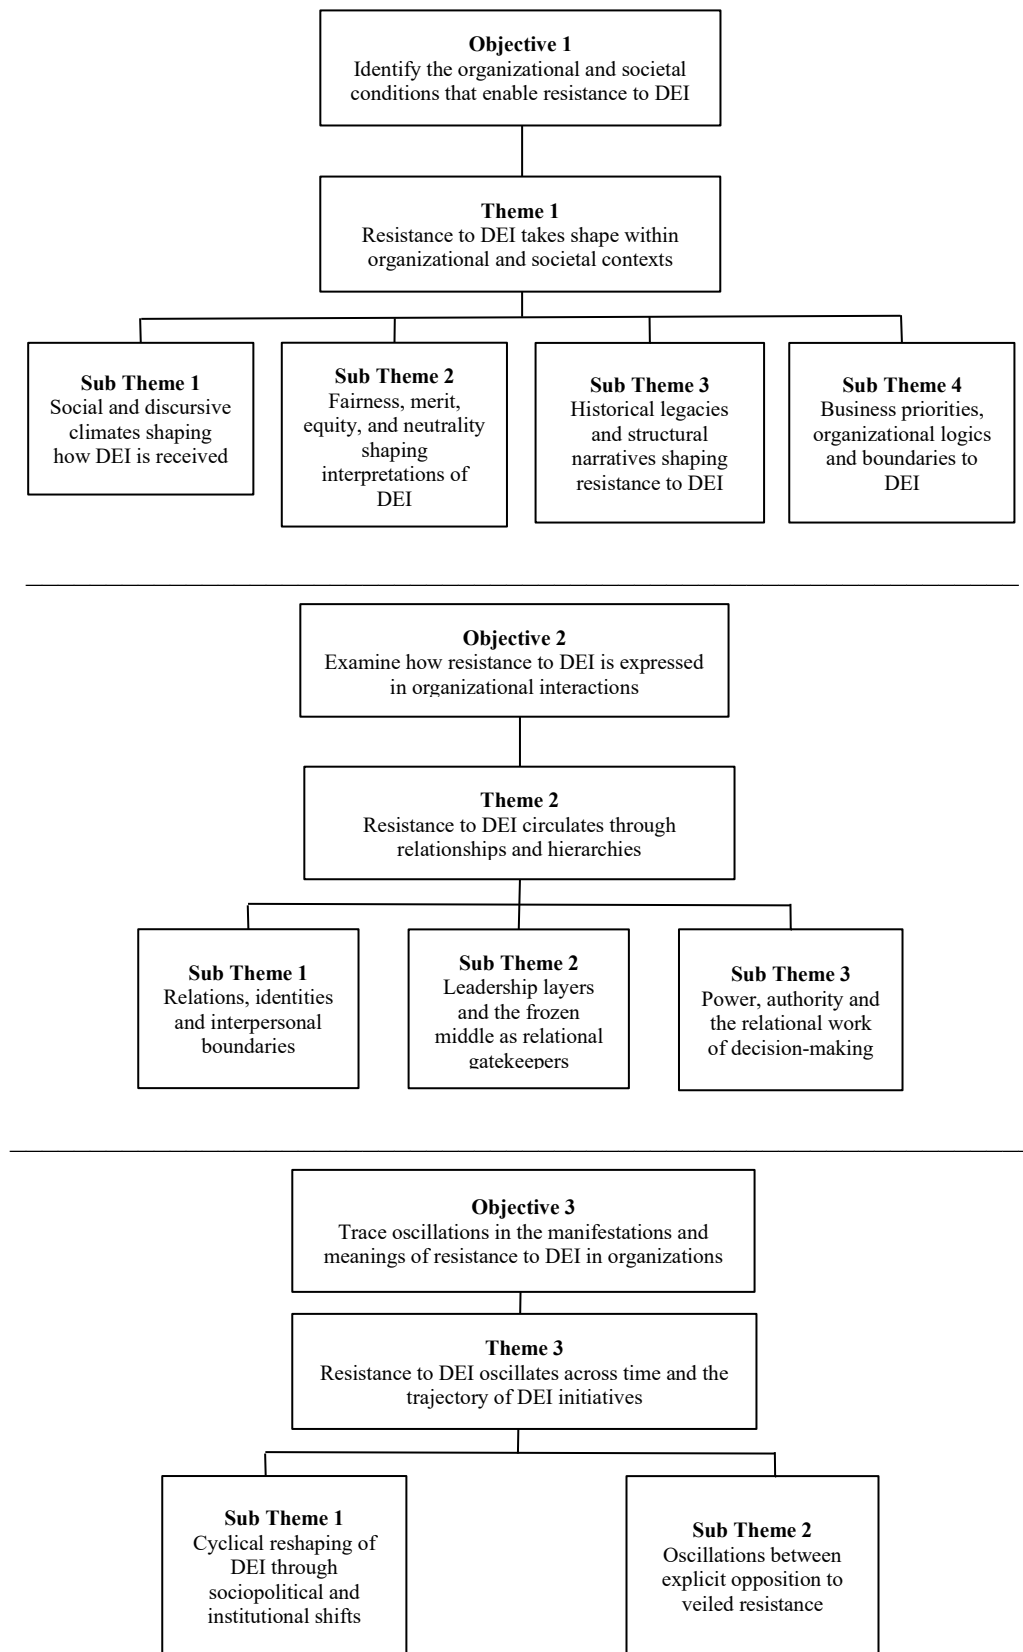 Objective 1
Identify the organizational and societal
conditions that enable resistance to DEI
Theme 1
Resistance to DEI takes shape within
organizational and societal contexts
Sub Theme 1
Social and discursive
climates shaping
how DEI is received
Sub Theme 2
Fairness, merit,
equity, and neutrality
shaping
interpretations of
DEI
Sub Theme 3
Historical legacies
and structural
narratives shaping
resistance to DEI
Sub Theme 4
Business priorities,
organizational logics
and boundaries to
DEI
Objective 2
Examine how resistance to DEI is expressed
in organizational interactions
Theme 2
Resistance to DEI circulates through
relationships and hierarchies
Sub Theme 1
Relations, identities
and interpersonal
boundaries
Sub Theme 2
Leadership layers
and the frozen
middle as relational
gatekeepers
Sub Theme 3
Power, authority and
the relational work
of decision-making
Objective 3
Trace oscillations in the manifestations and
meanings of resistance to DEI in organizations
Theme 3
Resistance to DEI oscillates across time and the
trajectory of DEI initiatives
Sub Theme 1
Cyclical reshaping of
DEI through
sociopolitical and
institutional shifts
Sub Theme 2
Oscillations between
explicit opposition to
veiled resistance